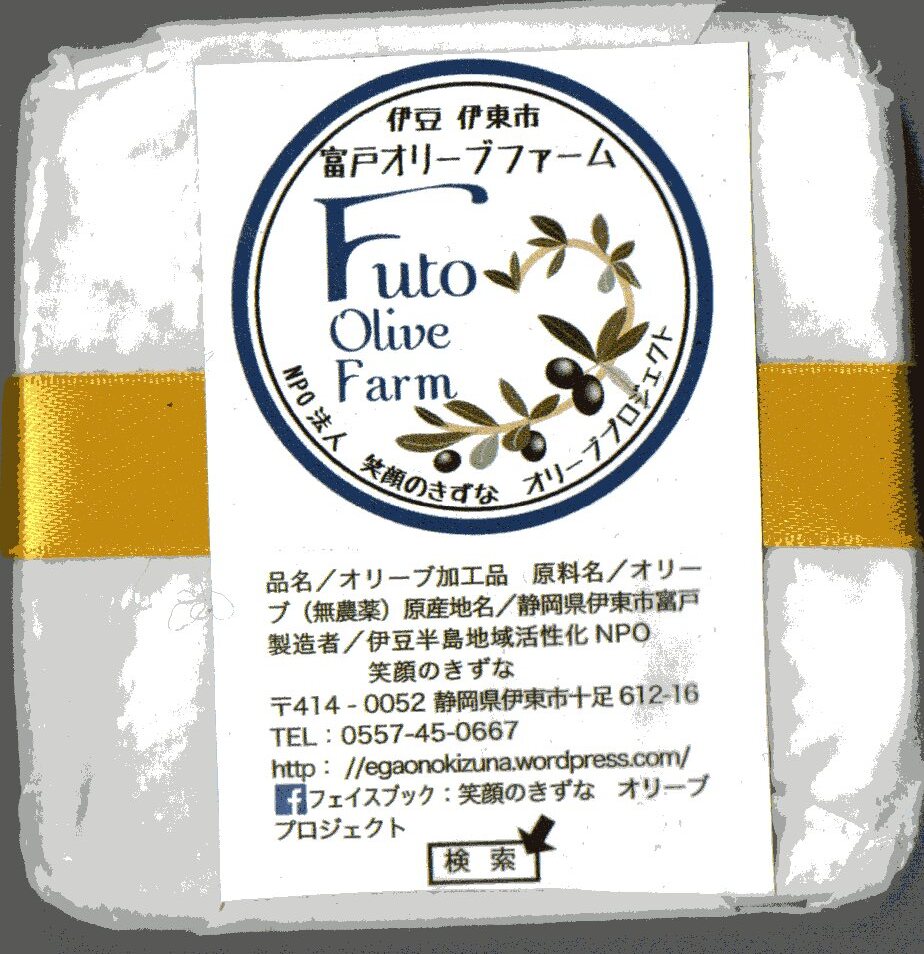 伊豆 伊東市
富戸オリーブファーム
Futo
Olive
Farm
NPO法人 笑顔のきずな オリーブプロジェクト
品名／オリーブ加工品 原料名／オリー
ブ（無農薬）原産地名／静岡県伊東市富戸
製造者／伊豆半島地域活性化 NPO
笑顔のきずな
〒414 - 0052 静岡県伊東市十足 612-16
TEL：0557-45-0667
http： //egaonokizuna.wordpress.com/
f フェイスブック：笑顔のきずな オリーブ
プロジェクト
検 索